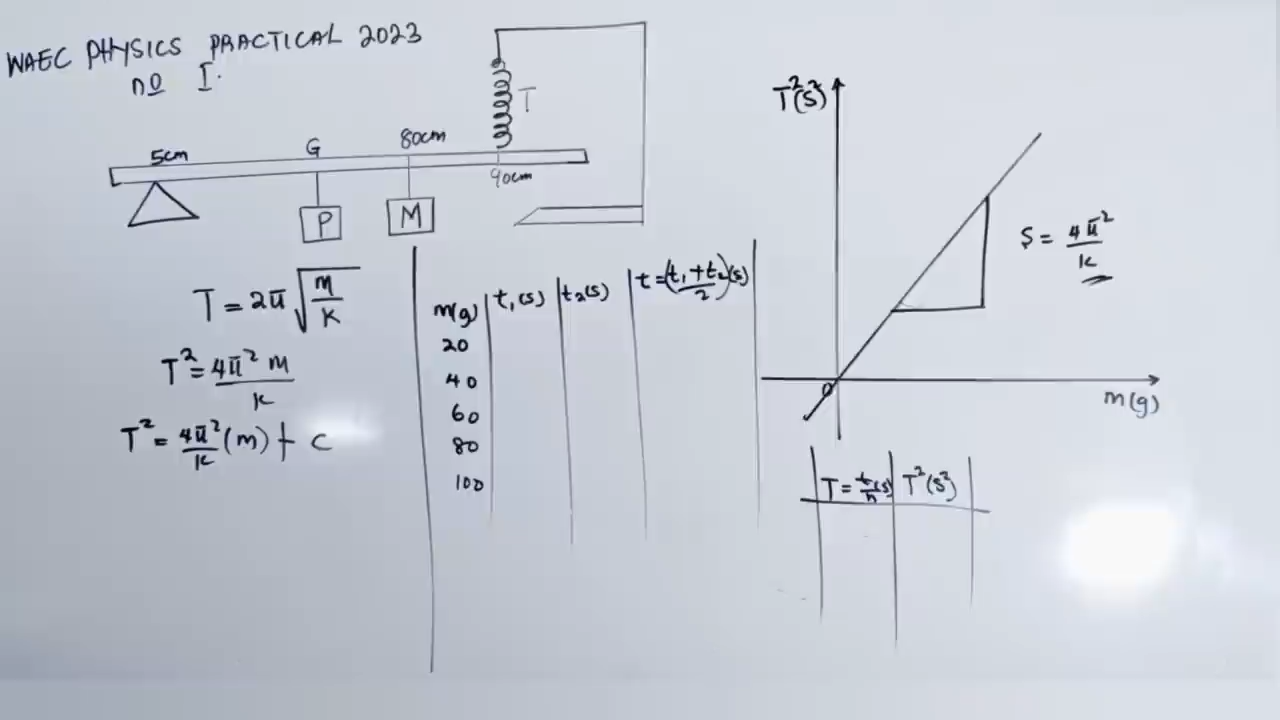 WAEC PHYSICS PRACTICAL 2023
no I.
5cm
G
80cm
T
90cm
P
M
T = 2π √m/k
T² = 4π² m/k
T² = 4π²/k (m) + C
m(g) t₁(s) t₂(s) t = (t₁ + t₂/2)(s)
20
40
60
80
100
T²(s²)
S = 4π²/k
0
m(g)
T = t/n(s) T²(s²)